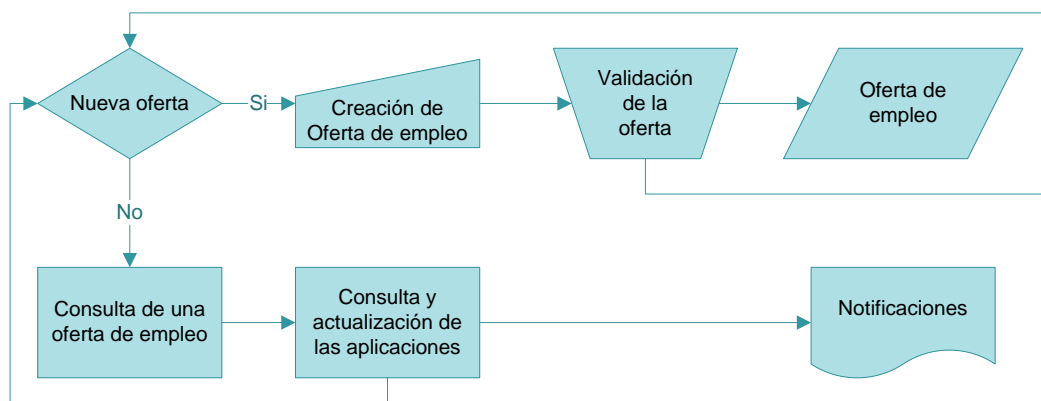 Nueva oferta
Si
Creación de
Oferta de empleo
Validación
de la
oferta
Oferta de
empleo
No
Consulta de una
oferta de empleo
Consulta y
actualización de
las aplicaciones
Notificaciones